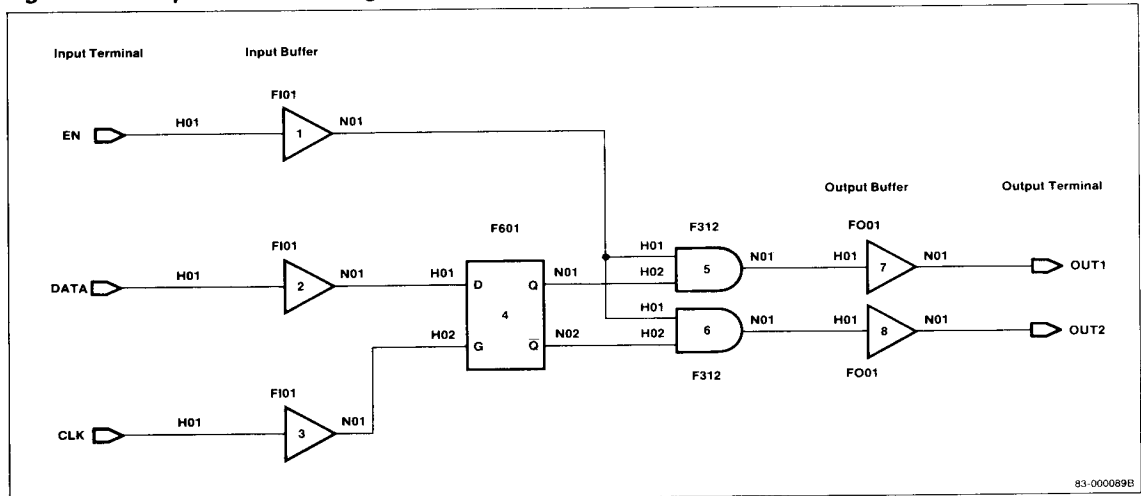 Input Terminal
Input Buffer
FI01
EN
H01
1
N01
Output Buffer
Output Terminal
F601
F312
FO01
FI01
H01
H02
5
N01
H01
7
N01
OUT1
DATA
H01
2
N01
H01
D
Q
N01
4
H01
H02
6
N01
H01
8
N01
OUT2
H02
G
Q
N02
F312
FO01
FI01
CLK
H01
3
N01
83-000089B